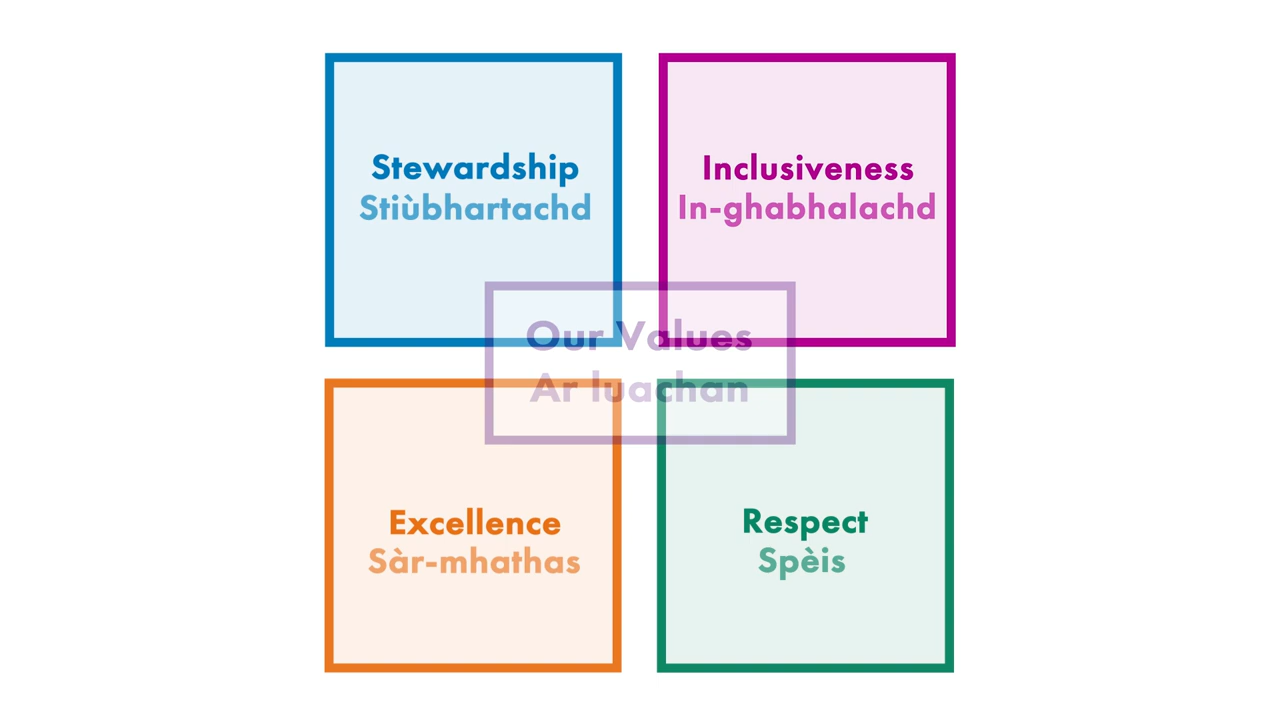 Stewardship
Stiùbhartachd
Inclusiveness
In-ghabhalachd
Our Values
Ar luachan
Excellence
Sàr-mhathas
Respect
Spèis